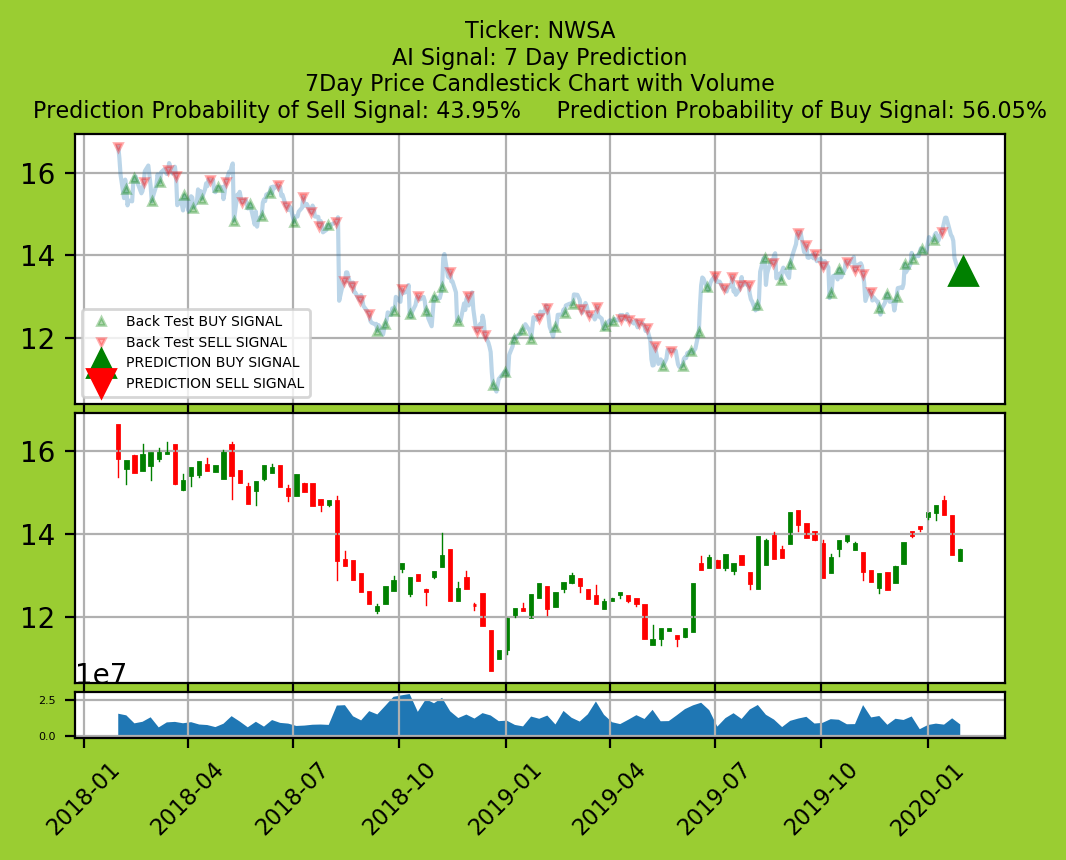 Ticker: NWSA
AI Signal: 7 Day Prediction
7Day Price Candlestick Chart with Volume
Prediction Probability of Sell Signal: 43.95%    Prediction Probability of Buy Signal: 56.05%
16
14
12
Back Test BUY SIGNAL
Back Test SELL SIGNAL
PREDICTION BUY SIGNAL
PREDICTION SELL SIGNAL
16
14
12
1e7
2.5
0.0
2018-01 2018-04 2018-07 2018-10 2019-01 2019-04 2019-07 2019-10 2020-01